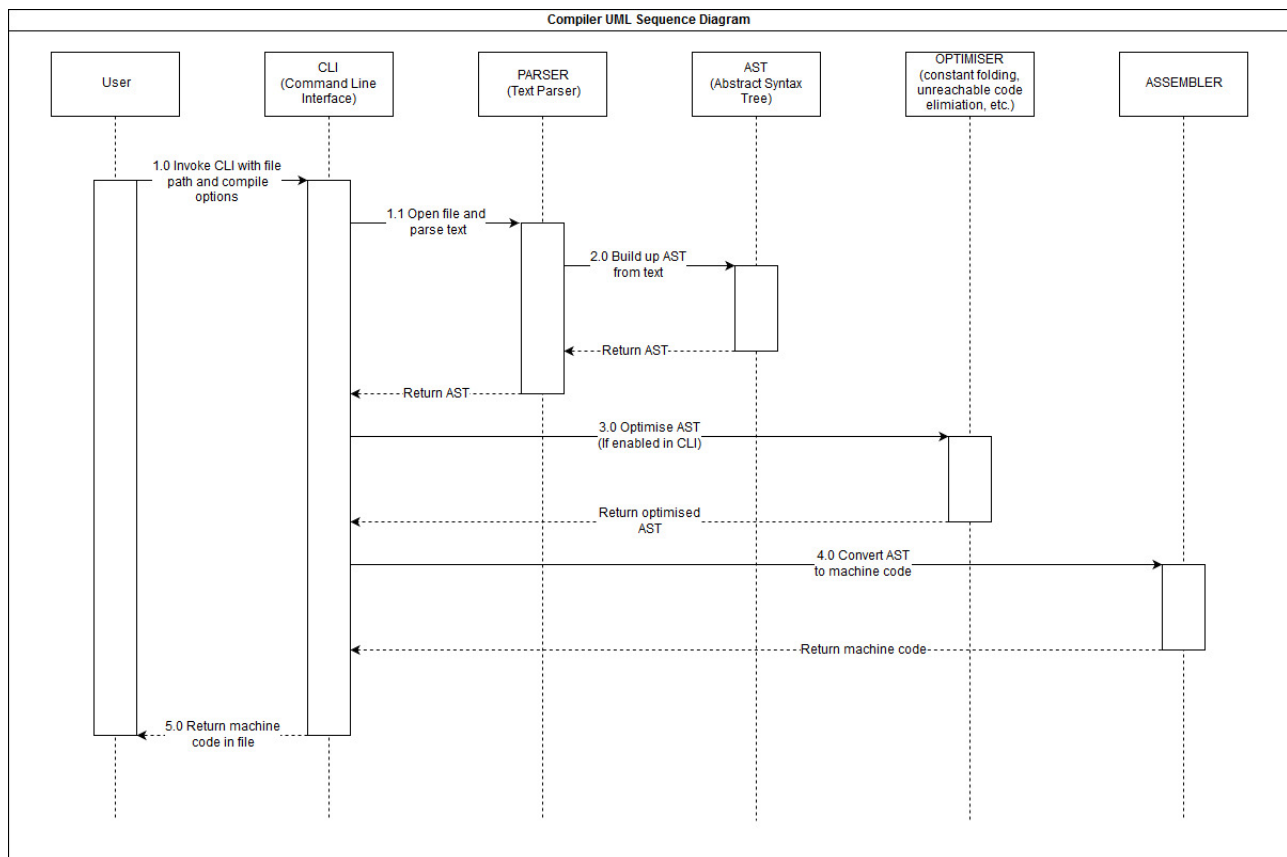 Compiler UML Sequence Diagram
User
CLI
(Command Line
Interface)
PARSER
(Text Parser)
AST
(Abstract Syntax
Tree)
OPTIMISER
(constant folding,
unreachable code
elimiation, etc.)
ASSEMBLER
1.0 Invoke CLI with file
path and compile
options
1.1 Open file and
parse text
2.0 Build up AST
from text
Return AST
Return AST
3.0 Optimise AST
(If enabled in CLI)
Return optimised
AST
4.0 Convert AST
to machine code
Return machine code
5.0 Return machine
code in file